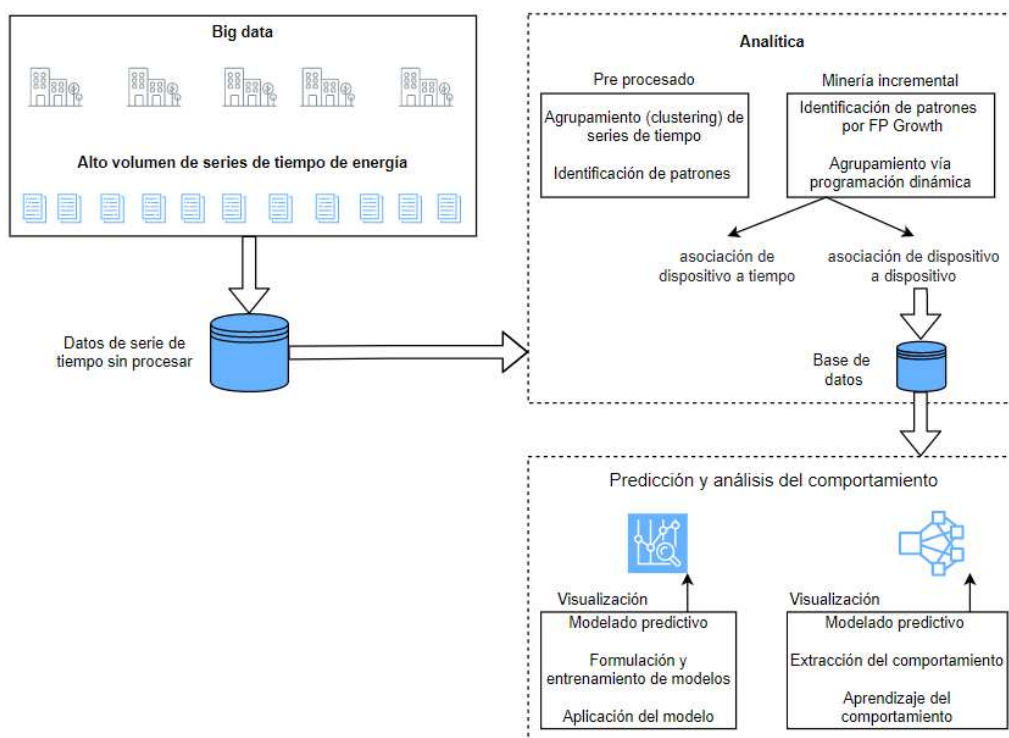 Big data
Alto volumen de series de tiempo de energía
Datos de serie de
tiempo sin procesar
Analítica
Pre procesado
Agrupamiento (clustering) de
series de tiempo
Identificación de patrones
Minería incremental
Identificación de patrones
por FP Growth
Agrupamiento vía
programación dinámica
asociación de
dispositivo a tiempo
asociación de dispositivo
a dispositivo
Base de
datos
Predicción y análisis del comportamiento
Visualización
Modelado predictivo
Formulación y
entrenamiento de modelos
Aplicación del modelo
Visualización
Modelado predictivo
Extracción del comportamiento
Aprendizaje del
comportamiento